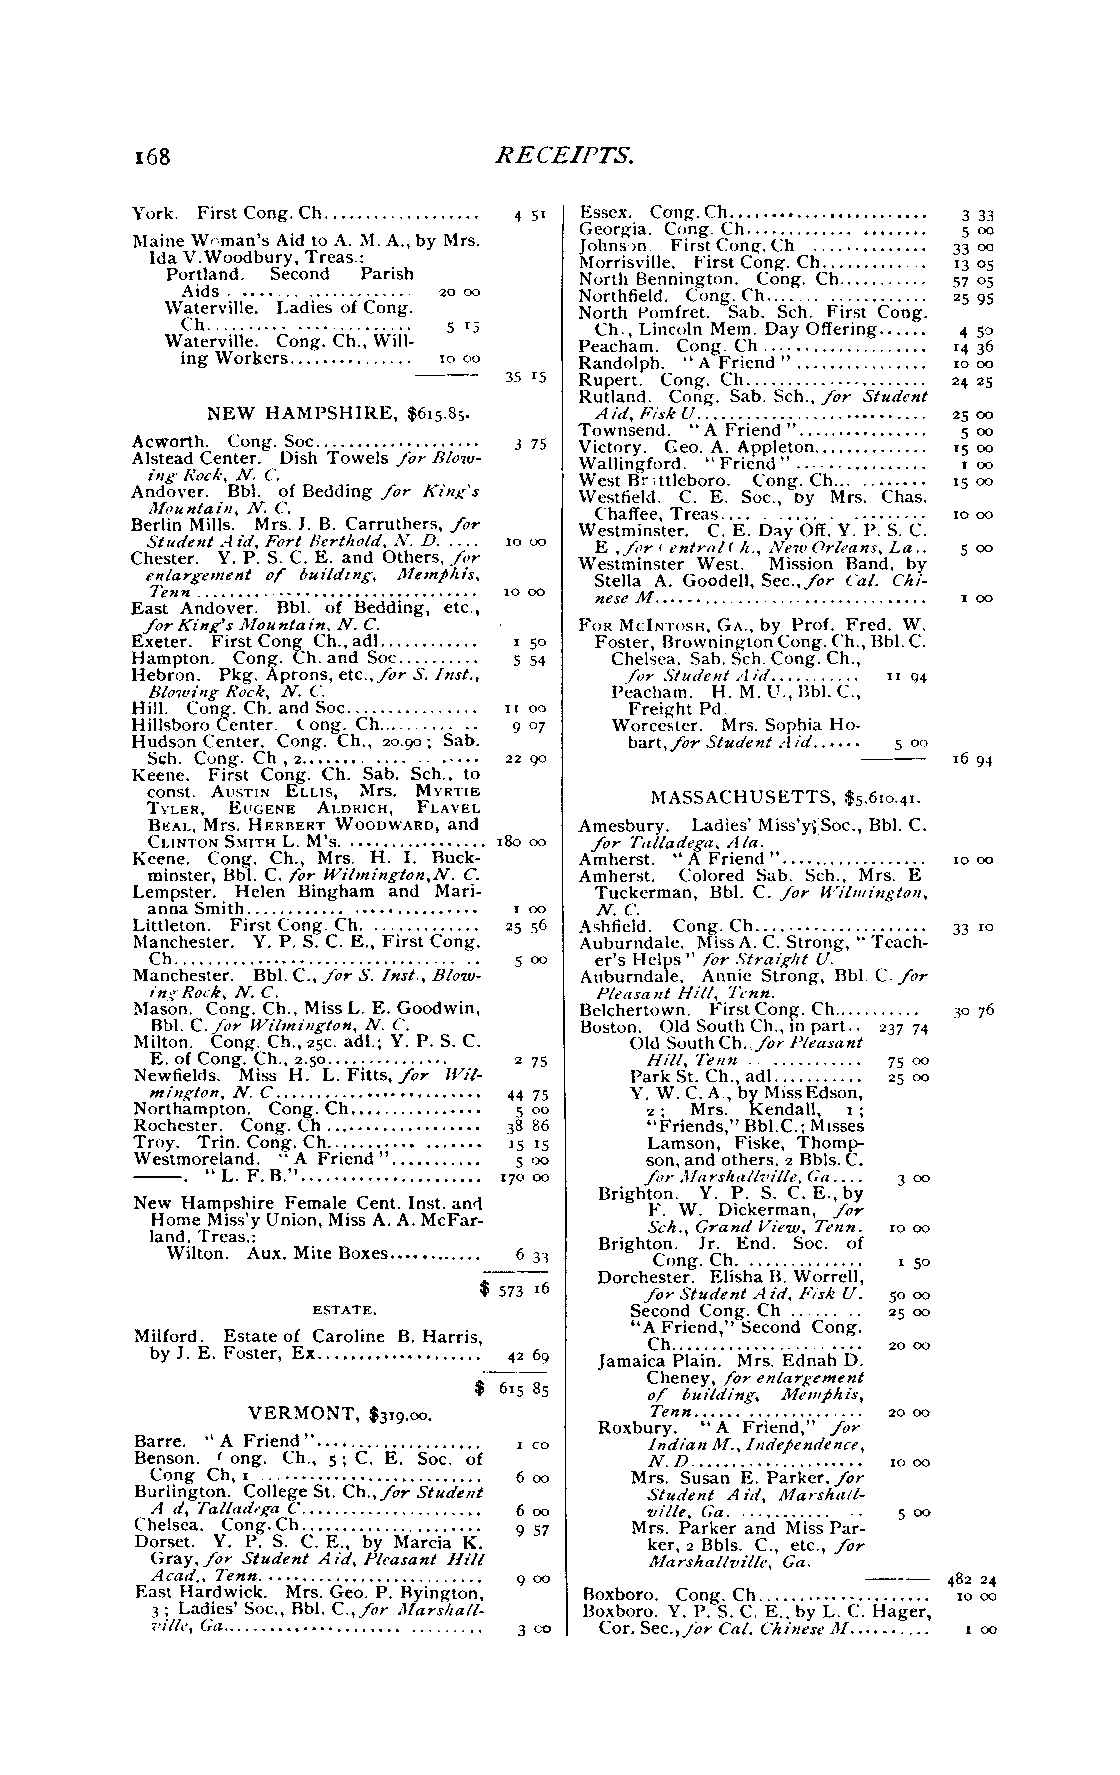 168
RECEIPTS.
York. First Cong. Ch................... 4 51
Maine Woman's Aid to A. M. A., by Mrs.
Ida V. Woodbury, Treas.:
Portland. Second Parish
Aids...................... 20 00
Waterville. Ladies of Cong.
Ch......................... 5 15
Waterville. Cong. Ch., Will-
ing Workers............... 10 00
35 15
NEW HAMPSHIRE, $615.85.
Acworth. Cong. Soc.................... 3 75
Alstead Center. Dish Towels for Blow-
ing Rock, N. C.
Andover. Bbl. of Bedding for King's
Mountain, N. C.
Berlin Mills. Mrs. J. B. Carruthers, for
Student Aid, Fort Berthold, N. D. .... 10 00
Chester. Y. P. S. C. E. and Others, for
enlargement of building, Memphis,
Tenn................................. 10 00
East Andover. Bbl. of Bedding, etc.,
for King's Mountain, N. C.
Exeter. First Cong Ch., adl............ 1 50
Hampton. Cong. Ch. and Soc.......... 5 54
Hebron. Pkg. Aprons, etc., for S. Inst.,
Blowing Rock, N. C.
Hill. Cong. Ch. and Soc................ 11 00
Hillsboro Center. Cong. Ch............ 9 07
Hudson Center. Cong. Ch., 20.90; Sab.
Sch. Cong. Ch, 2..................... 22 90
Keene. First Cong. Ch. Sab. Sch., to
const. AUSTIN ELLIS, Mrs. MYRTIE
TYLER, EUGENE ALDRICH, FLAVEL
BEAL, Mrs. HERBERT WOODWARD, and
CLINTON SMITH L. M's................. 180 00
Keene. Cong. Ch., Mrs. H. I. Buck-
minster, Bbl. C. for Wilmington, N. C.
Lempster. Helen Bingham and Mari-
anna Smith............................ 1 00
Littleton. First Cong. Ch.............. 25 56
Manchester. Y. P. S. C. E., First Cong.
Ch.................................... 5 00
Manchester. Bbl. C., for S. Inst., Blow-
ing Rock, N. C.
Mason. Cong. Ch., Miss L. E. Goodwin,
Bbl. C. for Wilmington, N. C.
Milton. Cong. Ch., 25c. adl.; Y. P. S. C.
E. of Cong. Ch., 2.50............... 2 75
Newfields. Miss H. L. Fitts, for Wil-
mington, N. C......................... 44 75
Northampton. Cong. Ch................ 5 00
Rochester. Cong. Ch................... 38 86
Troy. Trin. Cong. Ch................... 15 15
Westmoreland. "A Friend"........... 5 00
———. "L. F. B."...................... 170 00
New Hampshire Female Cent. Inst. and
Home Miss'y Union, Miss A. A. McFar-
land, Treas.:
Wilton. Aux. Mite Boxes............ 6 33
$ 573 16
ESTATE.
Milford. Estate of Caroline B. Harris,
by J. E. Foster, Ex.................... 42 69
$ 615 85
VERMONT, $319.00.
Barre. "A Friend".................... 1 00
Benson. Cong. Ch., 5; C. E. Soc. of
Cong Ch, 1........................... 6 00
Burlington. College St. Ch., for Student
A d, Talladega C...................... 6 00
Chelsea. Cong. Ch...................... 9 57
Dorset. Y. P. S. C. E., by Marcia K.
Gray, for Student Aid, Pleasant Hill
Acad., Tenn........................... 9 00
East Hardwick. Mrs. Geo. P. Byington,
3; Ladies' Soc., Bbl. C., for Marshall-
ville, Ga.............................. 3 00
Essex. Cong. Ch........................ 3 33
Georgia. Cong. Ch...................... 5 00
Johnson. First Cong. Ch .............. 33 00
Morrisville. First Cong. Ch............. 13 05
North Bennington. Cong. Ch........... 57 05
Northfield. Cong. Ch................... 25 95
North Pomfret. Sab. Sch. First Cong.
Ch., Lincoln Mem. Day Offering...... 4 50
Peacham. Cong. Ch.................... 14 36
Randolph. "A Friend"................ 10 00
Rupert. Cong. Ch...................... 24 25
Rutland. Cong. Sab. Sch., for Student
Aid, Fisk U............................ 25 00
Townsend. "A Friend"................ 5 00
Victory. Geo. A. Appleton.............. 15 00
Wallingford. "Friend"................ 1 00
West Brattleboro. Cong. Ch........... 15 00
Westfield. C. E. Soc., by Mrs. Chas.
Chaffee, Treas......................... 10 00
Westminster. C. E. Day Off. Y. P. S. C.
E., for Central Ch., New Orleans, La.. 5 00
Westminster West. Mission Band, by
Stella A. Goodell, Sec., for Cal. Chi-
nese M................................. 1 00
FOR MCINTOSH, GA., by Prof. Fred. W.
Foster, Brownington Cong. Ch., Bbl. C.
Chelsea. Sab. Sch. Cong. Ch.,
for Student Aid........... 11 94
Peacham. H. M. U., Bbl. C.,
Freight Pd.
Worcester. Mrs. Sophia Ho-
bart, for Student Aid...... 5 00
16 94
MASSACHUSETTS, $5,610.41.
Amesbury. Ladies' Miss'y Soc., Bbl. C.
for Talladega, Ala.
Amherst. "A Friend".................. 10 00
Amherst. Colored Sab. Sch., Mrs. E
Tuckerman, Bbl. C. for Wilmington,
N. C.
Ashfield. Cong. Ch..................... 33 10
Auburndale. Miss A. C. Strong, "Teach-
er's Helps" for Straight U.
Auburndale, Annie Strong, Bbl. C. for
Pleasant Hill, Tenn.
Belchertown. First Cong. Ch.......... 30 76
Boston. Old South Ch., in part.. 237 74
Old South Ch. for Pleasant
Hill, Tenn .............. 75 00
Park St. Ch., adl........... 25 00
Y. W. C. A., by Miss Edson,
2; Mrs. Kendall, 1;
"Friends," Bbl. C.; Misses
Lamson, Fiske, Thomp-
son, and others, 2 Bbls. C.
for Marshallville, Ga.... 3 00
Brighton. Y. P. S. C. E., by
F. W. Dickerman, for
Sch., Grand View, Tenn. 10 00
Brighton. Jr. End. Soc. of
Cong. Ch............... 1 50
Dorchester. Elisha B. Worrell,
for Student Aid, Fisk U. 50 00
Second Cong. Ch ........ 25 00
"A Friend," Second Cong.
Ch....................... 20 00
Jamaica Plain. Mrs. Ednah D.
Cheney, for enlargement
of building, Memphis,
Tenn.................... 20 00
Roxbury. "A Friend," for
Indian M., Independence,
N. D..................... 10 00
Mrs. Susan E. Parker, for
Student Aid, Marshall-
ville, Ga................. 5 00
Mrs. Parker and Miss Par-
ker, 2 Bbls. C., etc., for
Marshallville, Ga.
482 24
Boxboro. Cong. Ch..................... 10 00
Boxboro. Y. P. S. C. E., by L. C. Hager,
Cor. Sec., for Cal. Chinese M.......... 1 00